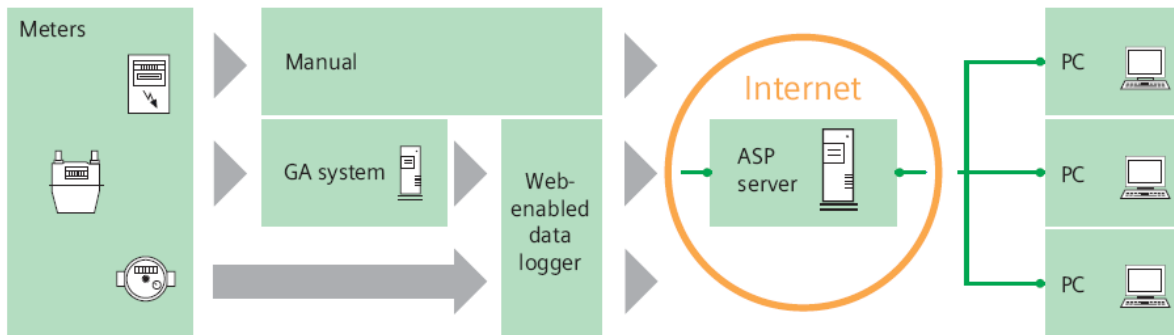 Meters
Manual
GA system
Web-
enabled
data
logger
Internet
ASP
server
PC
PC
PC